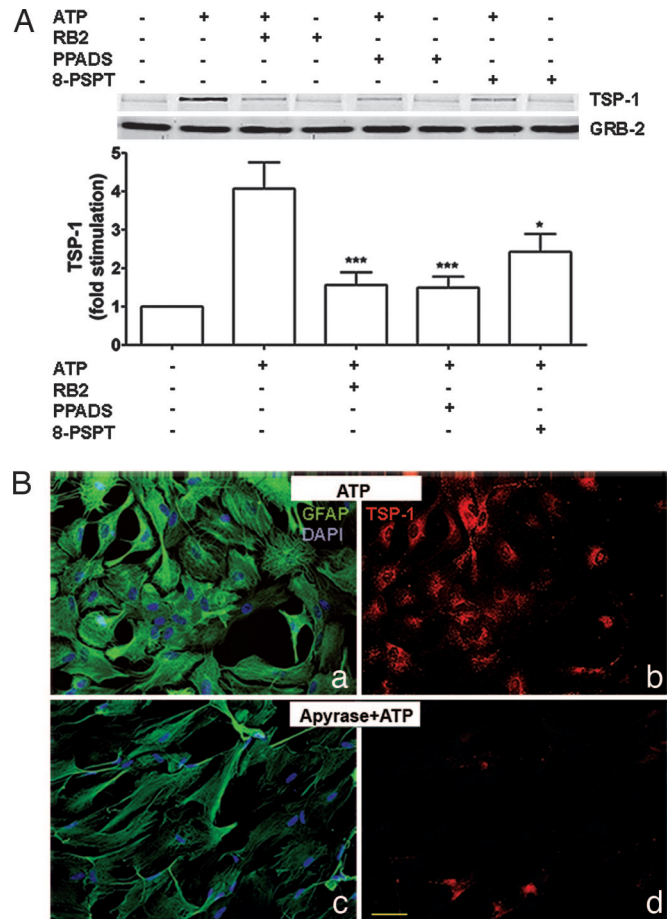 A
ATP - + + - + - + -
RB2 - - + + - - - -
PPADS - - - - + + - -
8-PSPT - - - - - - + +
TSP-1
GRB-2
TSP-1
(fold stimulation)
5
4
3
2
1
0
*** *** *
ATP - + + + +
RB2 - - + - -
PPADS - - - + -
8-PSPT - - - - +
B
ATP
GFAP TSP-1
DAPI
a b
Apyrase+ATP
c d